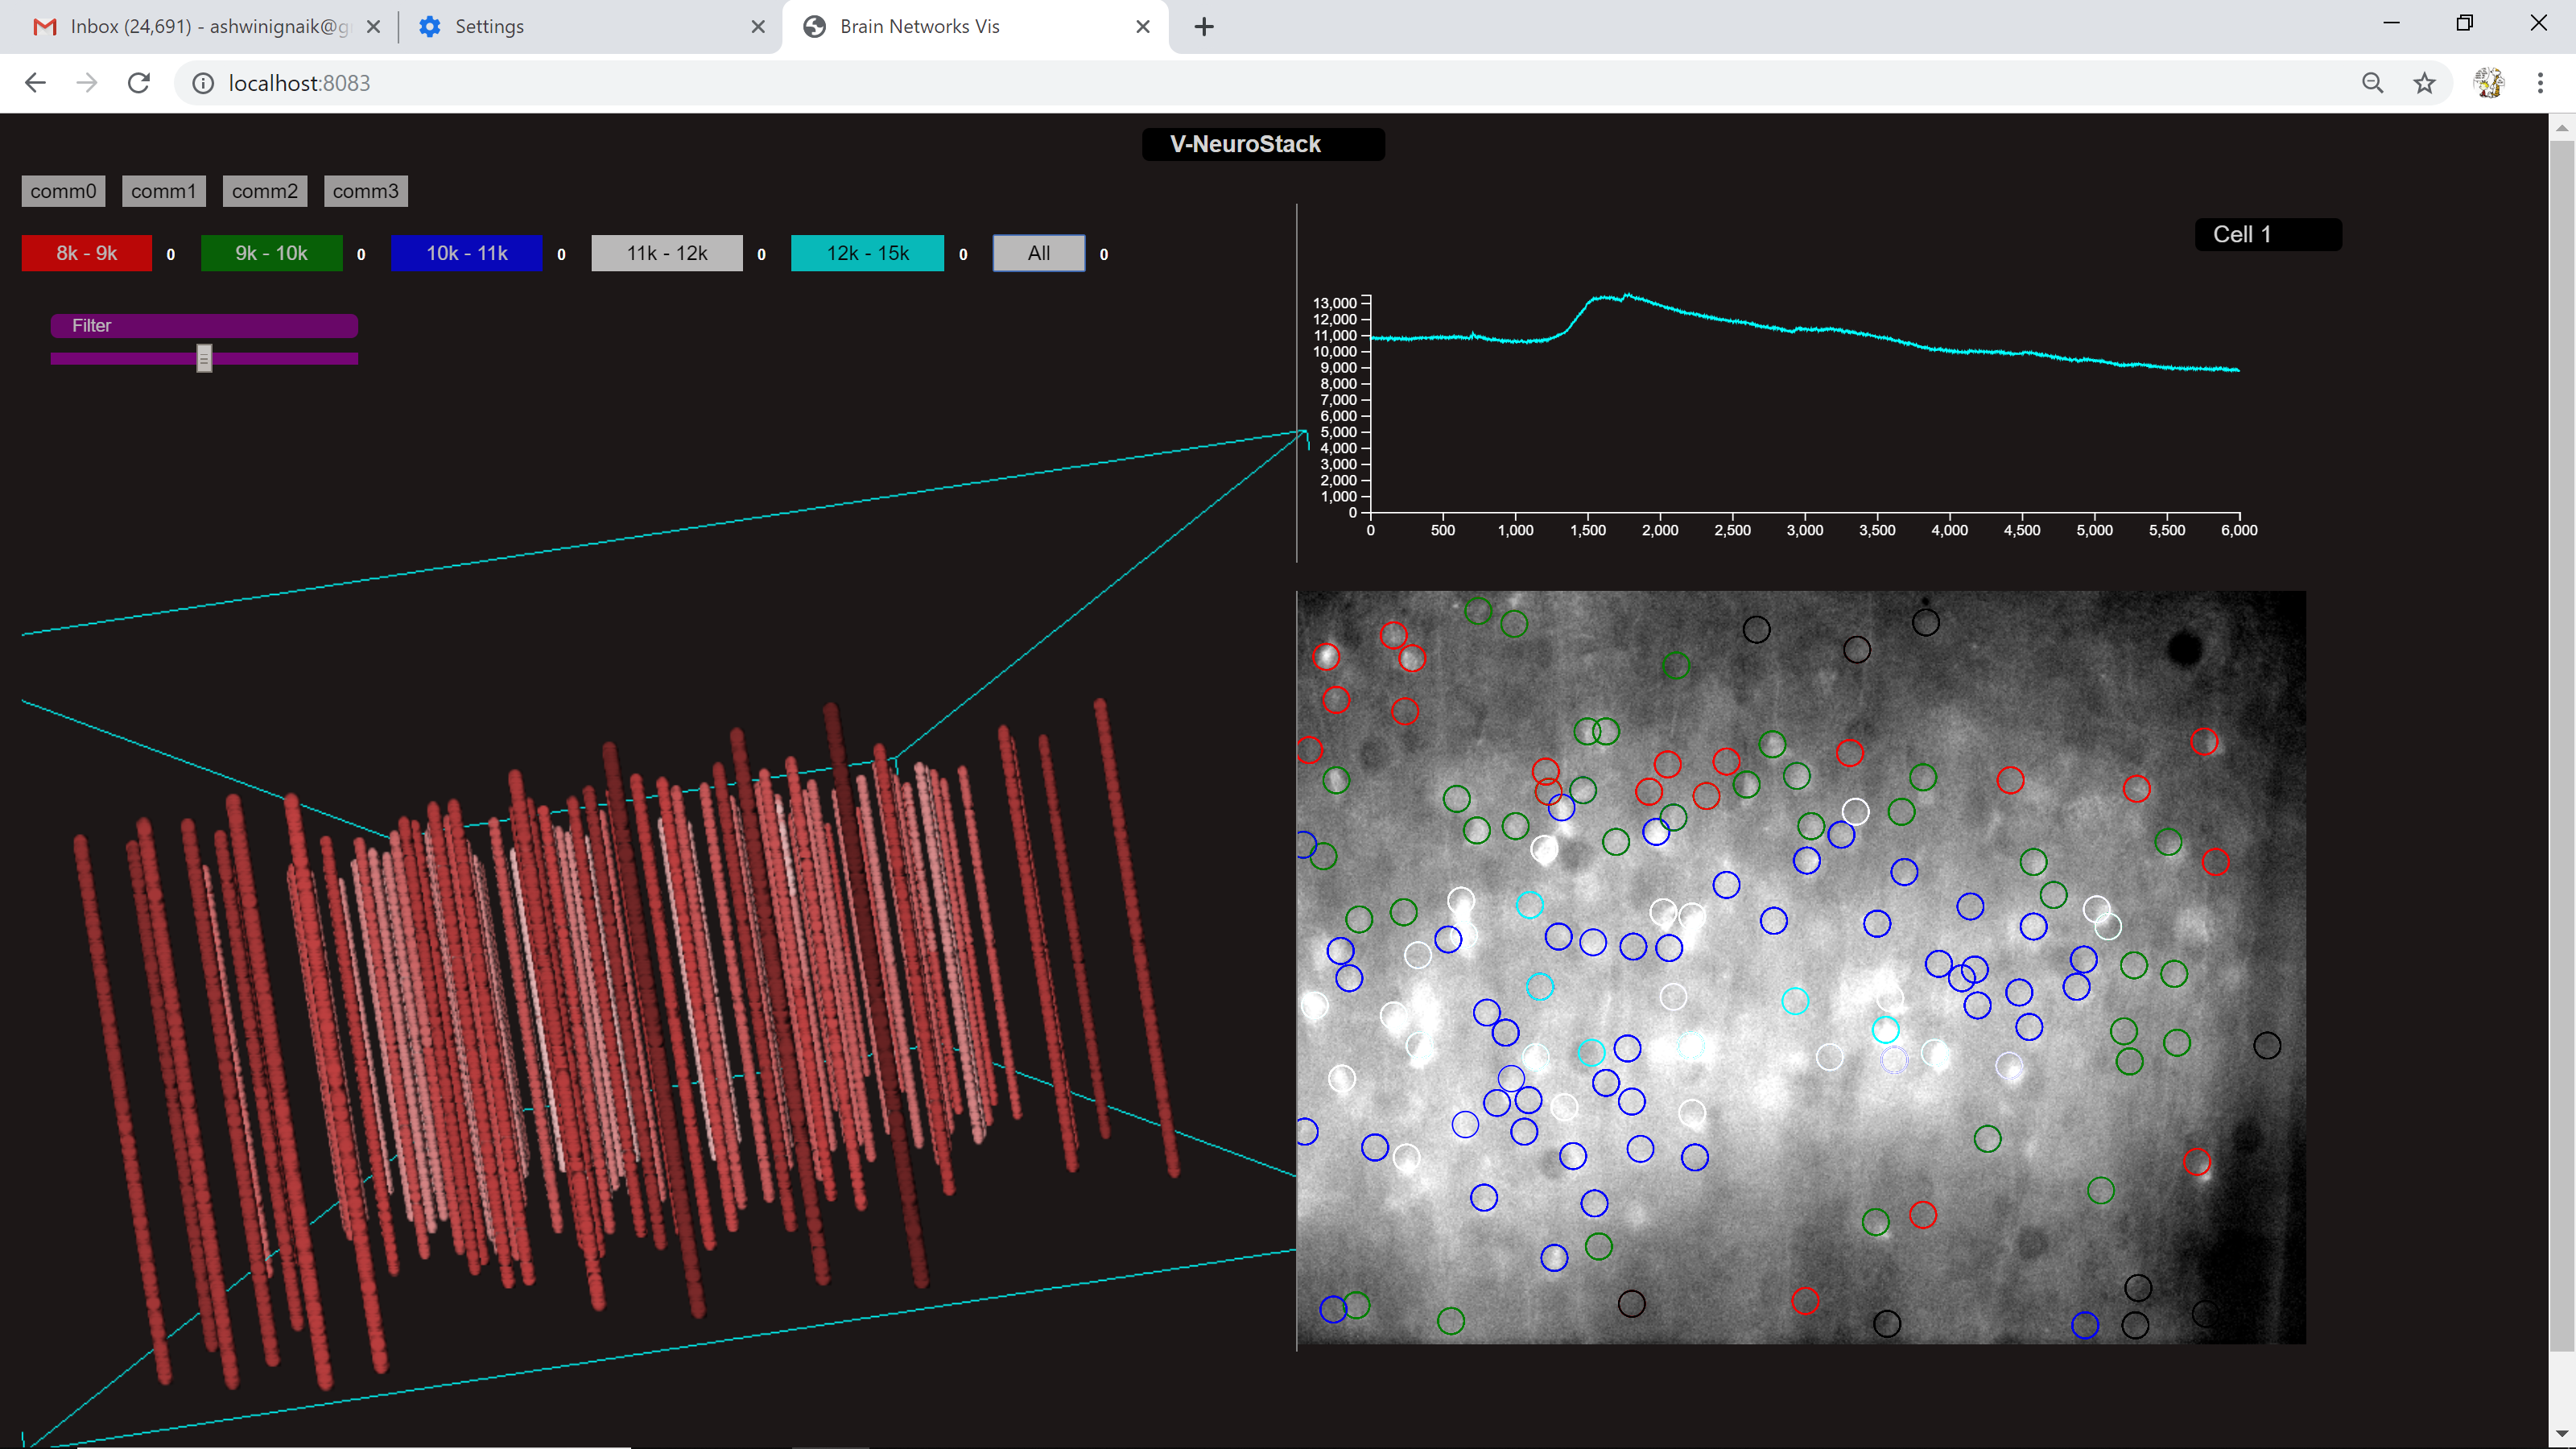 Inbox (24,691) - ashwinignaik@g
Settings
Brain Networks Vis
localhost:8083
V-NeuroStack
comm0 comm1 comm2 comm3
8k - 9k 0 9k - 10k 0 10k - 11k 0 11k - 12k 0 12k - 15k 0 All 0
Filter
Cell 1
13,000
12,000
11,000
10,000
9,000
8,000
7,000
6,000
5,000
4,000
3,000
2,000
1,000
0
0 500 1,000 1,500 2,000 2,500 3,000 3,500 4,000 4,500 5,000 5,500 6,000